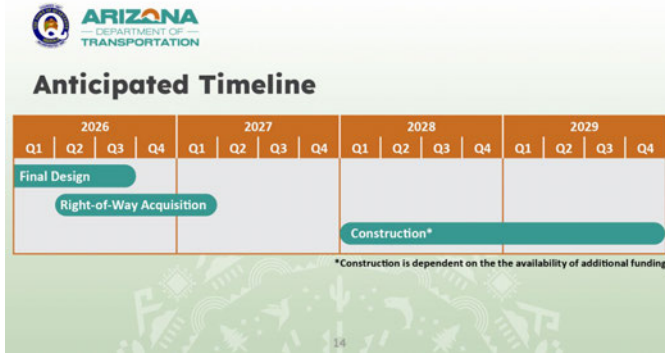 ARIZONA
DEPARTMENT OF
TRANSPORTATION
Anticipated Timeline
2026 2027 2028 2029
Q1 Q2 Q3 Q4 Q1 Q2 Q3 Q4 Q1 Q2 Q3 Q4 Q1 Q2 Q3 Q4
Final Design
Right-of-Way Acquisition
Construction*
*Construction is dependent on the the availability of additional funding
14